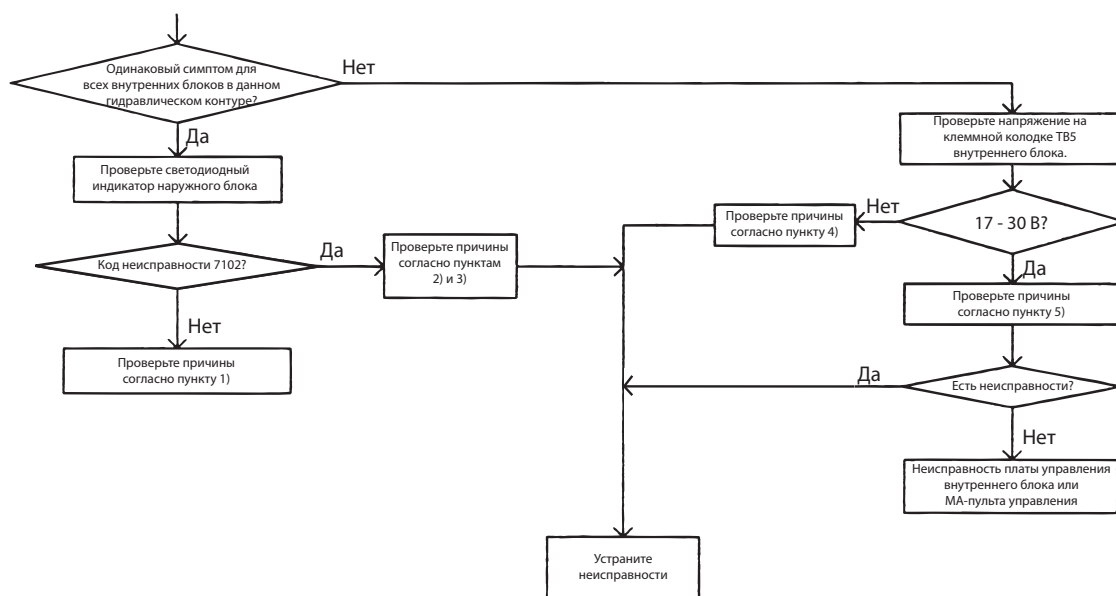 Одинаковый симптом для
всех внутренних блоков в данном
гидравлическом контуре?
Нет
Да
Проверьте светодиодный
индикатор наружного блока
Код неисправности 7102?
Да
Проверьте причины
согласно пунктам
2) и 3)
Нет
Проверьте причины
согласно пункту 1)
Проверьте напряжение на
клеммной колодке TB5
внутреннего блока.
17 - 30 В?
Нет
Проверьте причины
согласно пункту 4)
Да
Проверьте причины
согласно пункту 5)
Есть неисправности?
Да
Нет
Неисправность платы управления
внутреннего блока или
МА-пульта управления
Устраните
неисправности